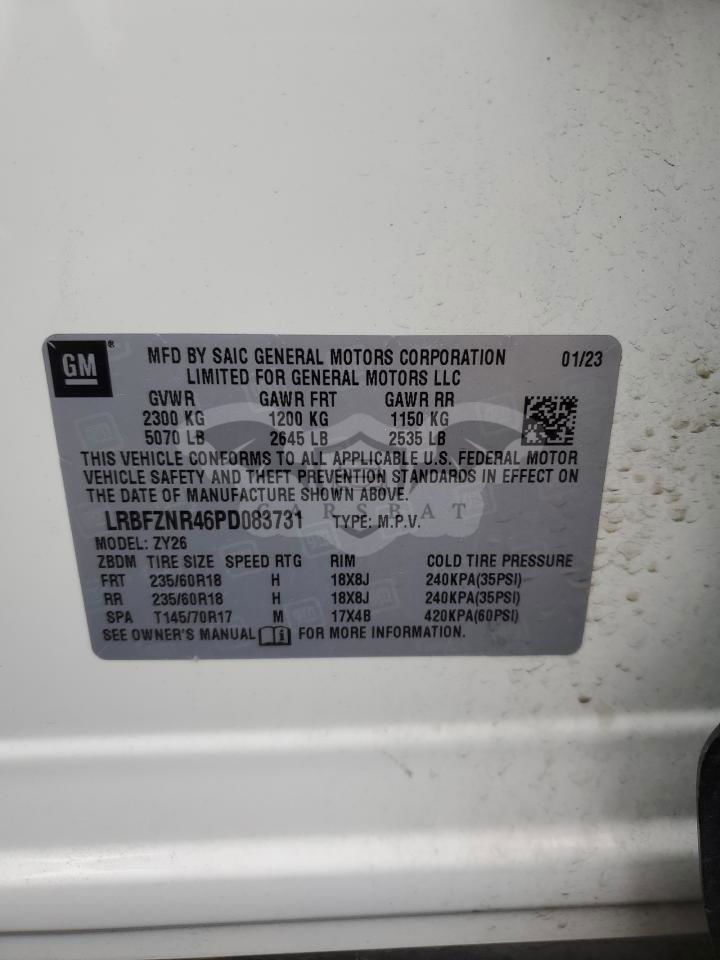 GM ® MFD BY SAIC GENERAL MOTORS CORPORATION 01/23
LIMITED FOR GENERAL MOTORS LLC
GVWR GAWR FRT GAWR RR
2300 KG 1200 KG 1150 KG
5070 LB 2645 LB 2535 LB
THIS VEHICLE CONFORMS TO ALL APPLICABLE U.S. FEDERAL MOTOR
VEHICLE SAFETY AND THEFT PREVENTION STANDARDS IN EFFECT ON
THE DATE OF MANUFACTURE SHOWN ABOVE.
CARSBAT
LRBFZNR46PD083731 TYPE: M.P.V.
MODEL: ZY26
ZBDM TIRE SIZE SPEED RTG RIM COLD TIRE PRESSURE
FRT 235/60R18 H 18X8J 240KPA(35PSI)
RR 235/60R18 H 18X8J 240KPA(35PSI)
SPA T145/70R17 M 17X4B 420KPA(60PSI)
SEE OWNER'S MANUAL FOR MORE INFORMATION.